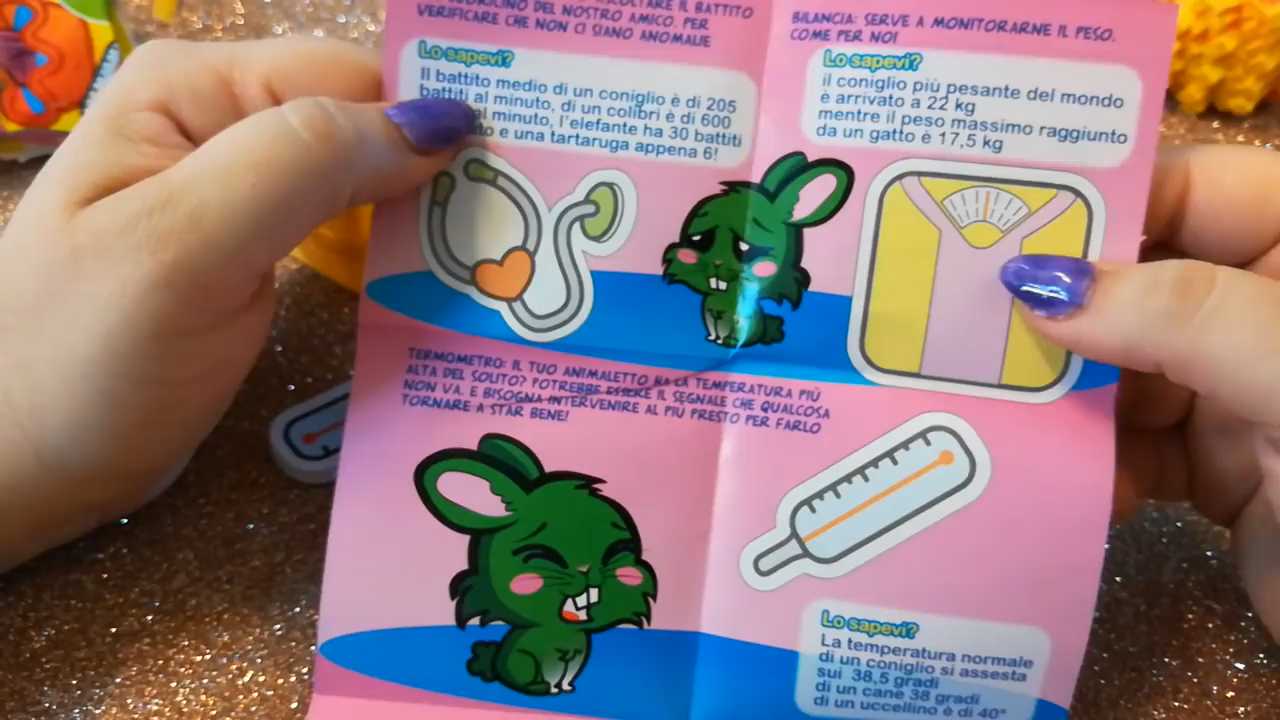 IL BATTITO
DEL NOSTRO AMICO. PER
VERIFICARE CHE NON CI SIANO ANOMALIE
Lo sapevi?
Il battito medio di un coniglio è di 205
battiti al minuto, di un colibrì è di 600
al minuto, l'elefante ha 30 battiti
e una tartaruga appena 6!
BILANCIA: SERVE A MONITORARNE IL PESO.
COME PER NOI
Lo sapevi?
il coniglio più pesante del mondo
è arrivato a 22 kg
mentre il peso massimo raggiunto
da un gatto è 17,5 kg
TERMOMETRO: IL TUO ANIMALETTO HA LA TEMPERATURA PIÙ
ALTA DEL SOLITO? POTREBBE ESSERE IL SEGNALE CHE QUALCOSA
NON VA. E BISOGNA INTERVENIRE AL PIÙ PRESTO PER FARLO
TORNARE A STAR BENE!
Lo sapevi?
La temperatura normale
di un coniglio si assesta
sui 38,5 gradi
di un cane 38 gradi
di un uccellino è di 40°